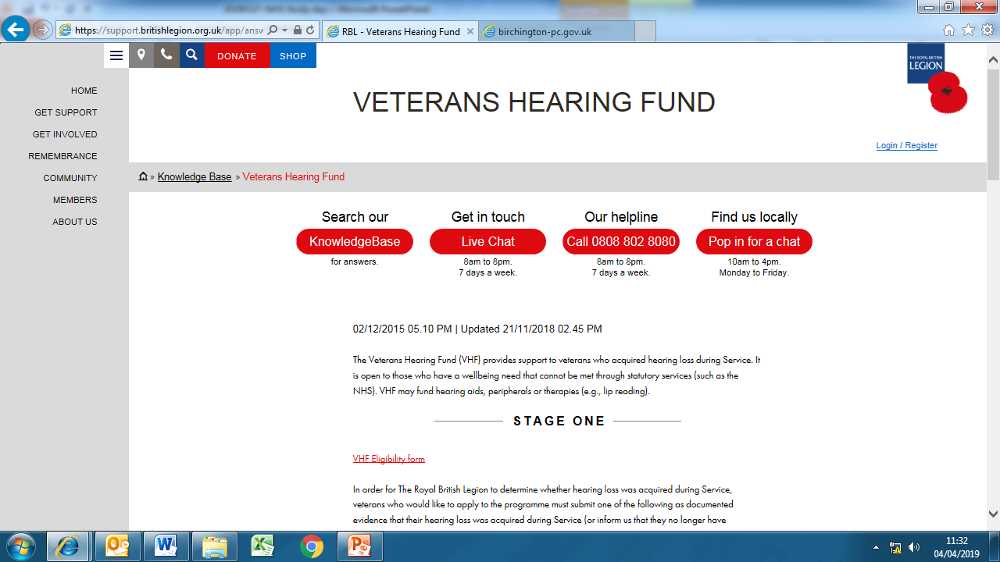 https://support.britishlegion.org.uk/app/answ
RBL - Veterans Hearing Fund
birchington-pc.gov.uk
DONATE
SHOP
THE ROYAL BRITISH
LEGION
HOME
GET SUPPORT
GET INVOLVED
REMEMBRANCE
COMMUNITY
MEMBERS
ABOUT US
VETERANS HEARING FUND
Login / Register
» Knowledge Base » Veterans Hearing Fund
Search our
KnowledgeBase
for answers.
Get in touch
Live Chat
8am to 8pm.
7 days a week.
Our helpline
Call 0808 802 8080
8am to 8pm.
7 days a week.
Find us locally
Pop in for a chat
10am to 4pm.
Monday to Friday.
02/12/2015 05.10 PM | Updated 21/11/2018 02.45 PM
The Veterans Hearing Fund (VHF) provides support to veterans who acquired hearing loss during Service. It
is open to those who have a wellbeing need that cannot be met through statutory services (such as the
NHS). VHF may fund hearing aids, peripherals or therapies (e.g., lip reading).
STAGE ONE
VHF Eligibility form
In order for The Royal British Legion to determine whether hearing loss was acquired during Service,
veterans who would like to apply to the programme must submit one of the following as documented
evidence that their hearing loss was acquired during Service (or inform us that they no longer have
11:32
04/04/2019